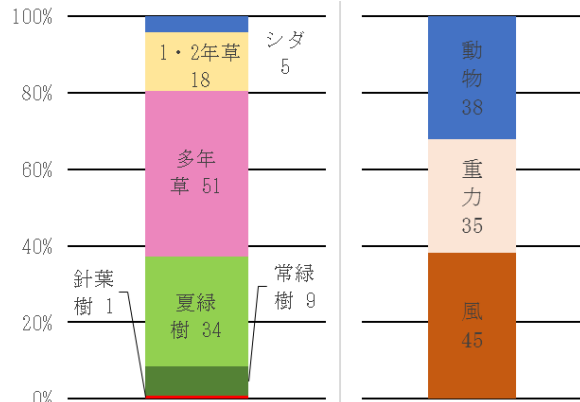 100%
80%
60%
40%
20%
0%
シダ
5
1・2年草
18
多年
草 51
針葉
樹 1
夏緑
樹 34
常緑
樹 9
動
物
38
重
力
35
風
45